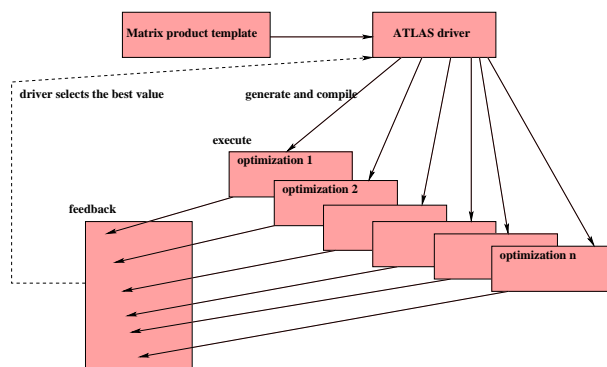 Matrix product template
ATLAS driver
driver selects the best value
generate and compile
execute
optimization 1
optimization 2
feedback
optimization n